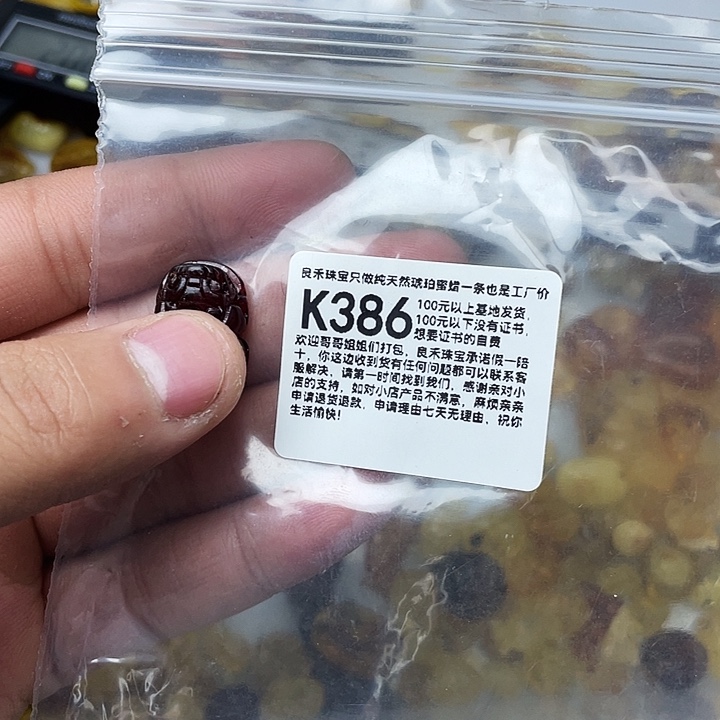 良禾珠宝只做纯天然琥珀蜜蜡一条也是工厂价
K386
100元以上基地发货，
100元以下没有证书，
想要证书的自费
欢迎哥哥姐姐们打包，良禾珠宝承诺假一赔
十，你这边收到货有任何问题都可以联系客
服解决，请第一时间找到我们，感谢亲对小
店的支持，如对小店产品不满意，麻烦亲亲
申请退货退款，申请理由七天无理由，祝你
生活愉快！